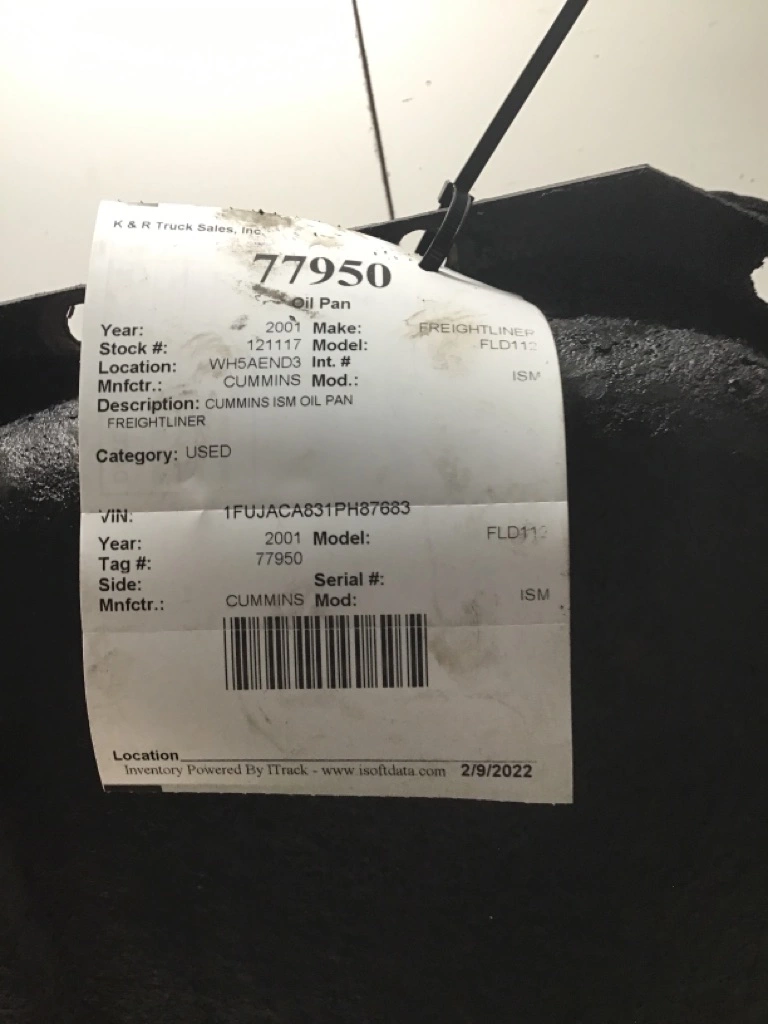 K & R Truck Sales, Inc.
77950
Oil Pan
Year: 2001 Make: FREIGHTLINER
Stock #: 121117 Model: FLD112
Location: WH5AEND3 Int. #
Mnfctr.: CUMMINS Mod.: ISM
Description: CUMMINS ISM OIL PAN
FREIGHTLINER
Category: USED
VIN: 1FUJACA831PH87683
Year: 2001 Model: FLD112
Tag #: 77950
Side: Serial #:
Mnfctr.: CUMMINS Mod: ISM
Location
Inventory Powered By ITrack - www.isoftdata.com 2/9/2022